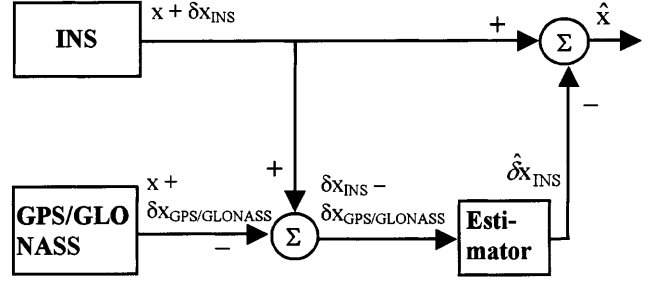 x + δx_INS
INS
+
x̂
Σ
−
+
x +
δx_GPS/GLONASS
δx_INS −
δx_GPS/GLONASS
δ̂x_INS
GPS/GLO
NASS
−
Σ
Esti-
mator